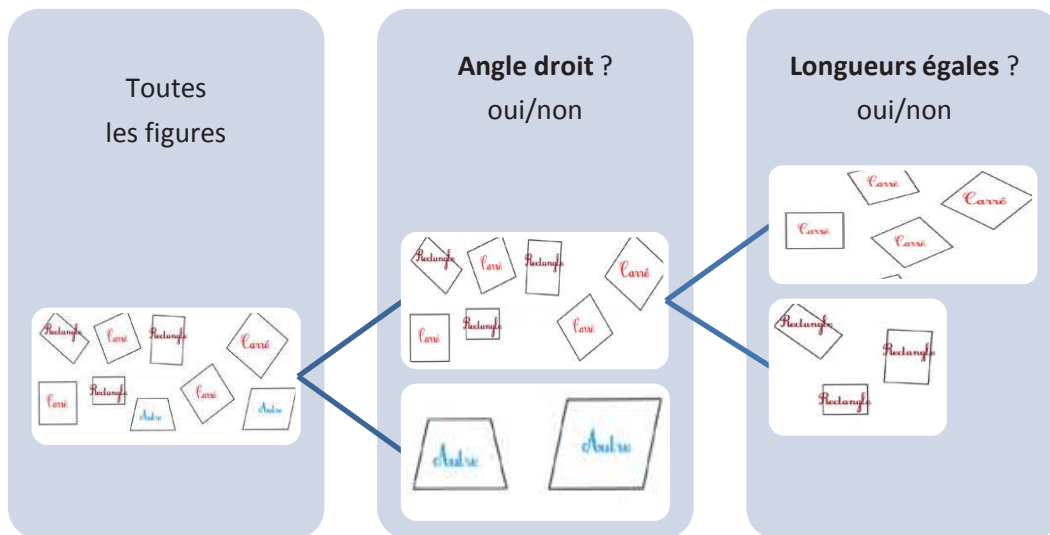 Toutes
les figures
Rectangle
Carré
Rectangle
Carré
Carré
Rectangle
Autre
Carré
Autre
Angle droit ?
oui/non
Rectangle
Carré
Rectangle
Carré
Carré
Rectangle
Carré
Autre
Autre
Longueurs égales ?
oui/non
Carré
Carré
Carré
Carré
Rectangle
Rectangle
Rectangle